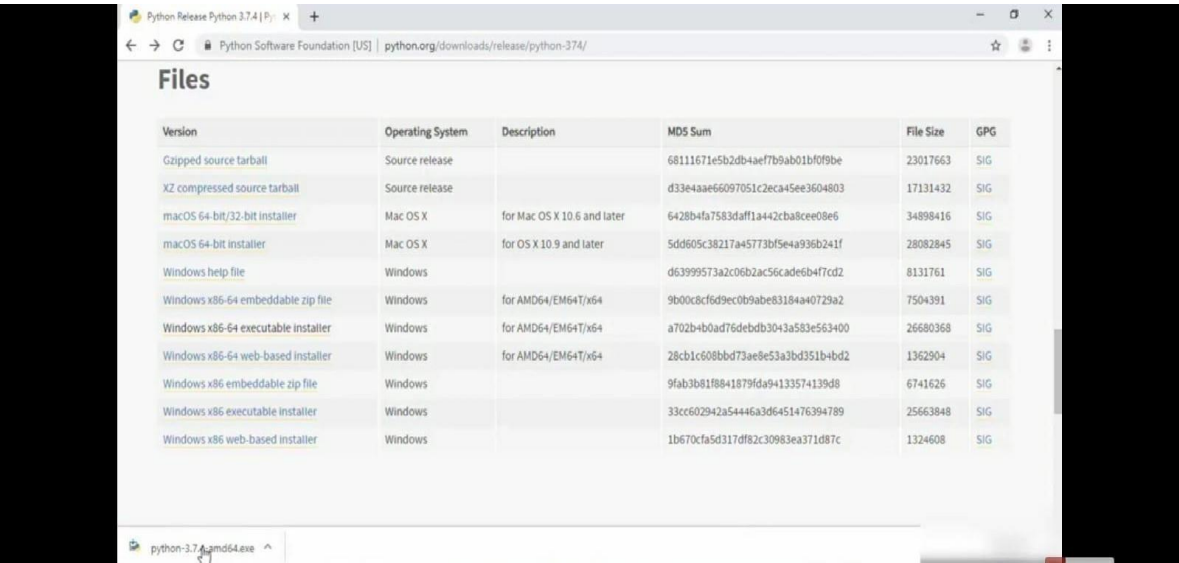 Python Release Python 3.7.4 | Py
Python Software Foundation [US] | python.org/downloads/release/python-374/
Files
Version Operating System Description MD5 Sum File Size GPG
Gzipped source tarball Source release 68111671e5b2db4aef7b9ab01bf0f9be 23017663 SIG
XZ compressed source tarball Source release d33e4aae66097051c2eca45ee3604803 17131432 SIG
macOS 64-bit/32-bit installer Mac OS X for Mac OS X 10.6 and later 6428b4fa7583daff1a442cba8cee08e6 34898416 SIG
macOS 64-bit installer Mac OS X for OS X 10.9 and later 5dd605c38217a45773bf5e4a936b241f 28082845 SIG
Windows help file Windows d63999573a2c06b2ac56cade6b4f7cd2 8131761 SIG
Windows x86-64 embeddable zip file Windows for AMD64/EM64T/x64 9b00c8cf6d9ec0b9abe83184a40729a2 7504391 SIG
Windows x86-64 executable installer Windows for AMD64/EM64T/x64 a702b4b0ad76debdb3043a583e563400 26680368 SIG
Windows x86-64 web-based installer Windows for AMD64/EM64T/x64 28cb1c608bbd73ae8e53a3bd351b4bd2 1362904 SIG
Windows x86 embeddable zip file Windows 9fab3b81f8841879fda94133574139d8 6741626 SIG
Windows x86 executable installer Windows 33cc602942a54446a3d6451476394789 25663848 SIG
Windows x86 web-based installer Windows 1b670cfa5d317df82c30983ea371d87c 1324608 SIG
python-3.7.4-amd64.exe